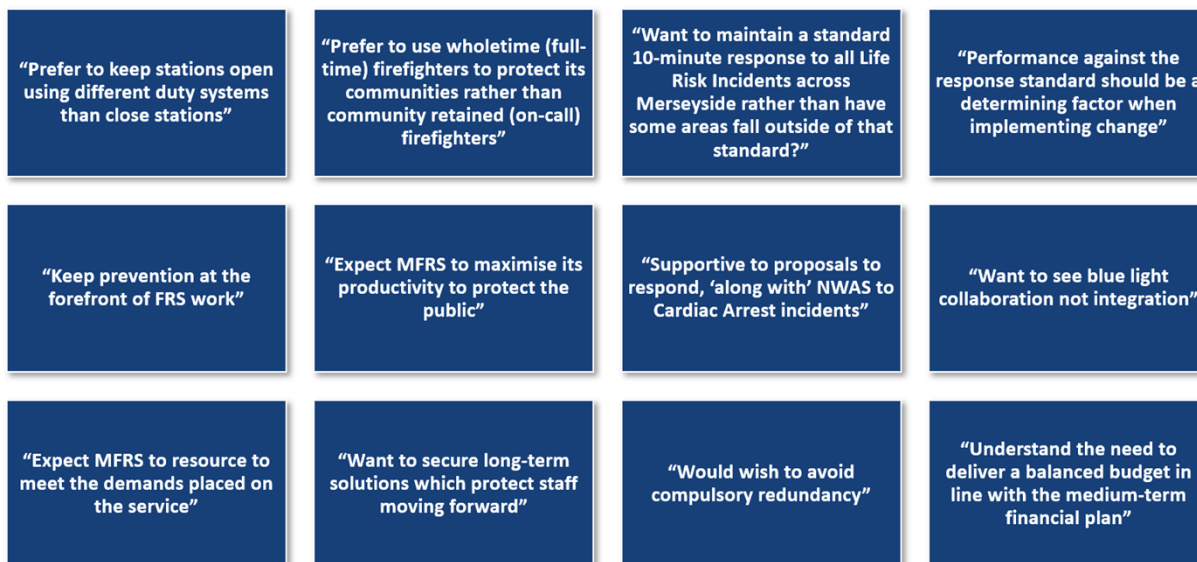 “Prefer to keep stations open
using different duty systems
than close stations”
“Prefer to use wholetime (full-
time) firefighters to protect its
communities rather than
community retained (on-call)
firefighters”
“Want to maintain a standard
10-minute response to all Life
Risk Incidents across
Merseyside rather than have
some areas fall outside of that
standard?”
“Performance against the
response standard should be a
determining factor when
implementing change”
“Keep prevention at the
forefront of FRS work”
“Expect MFRS to maximise its
productivity to protect the
public”
“Supportive to proposals to
respond, ‘along with’ NWAS to
Cardiac Arrest incidents”
“Want to see blue light
collaboration not integration”
“Expect MFRS to resource to
meet the demands placed on
the service”
“Want to secure long-term
solutions which protect staff
moving forward”
“Would wish to avoid
compulsory redundancy”
“Understand the need to
deliver a balanced budget in
line with the medium-term
financial plan”